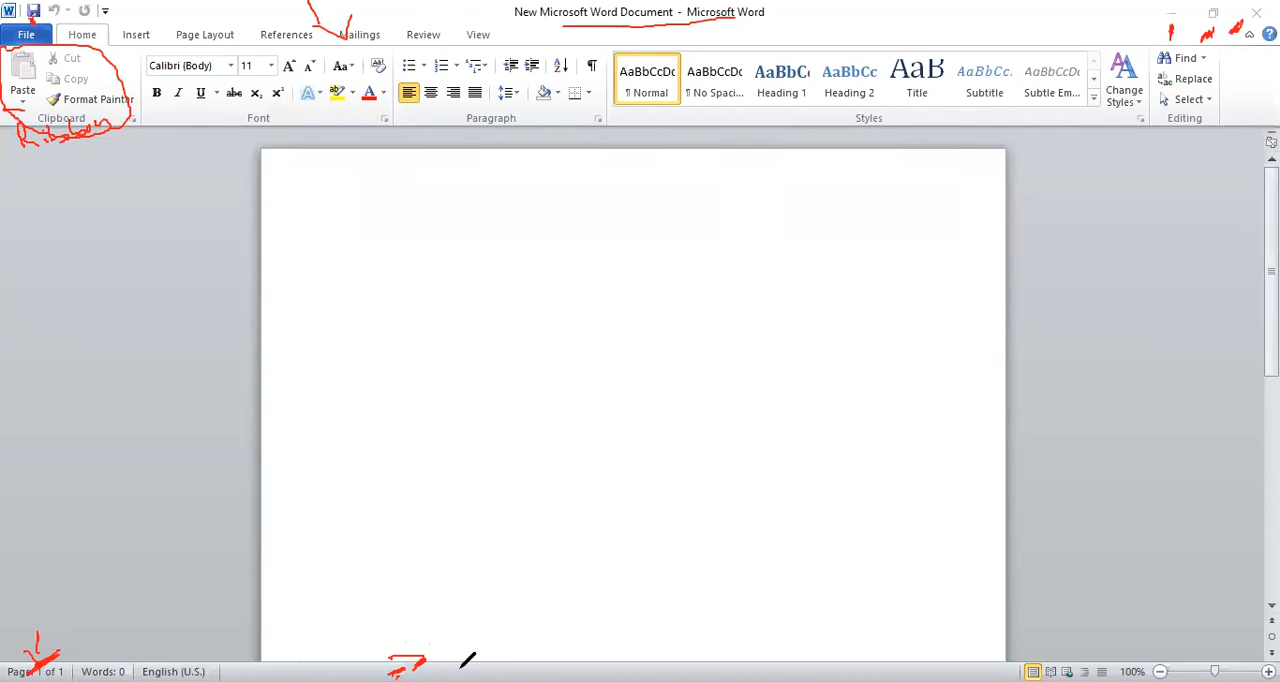 New Microsoft Word Document - Microsoft Word
File Home Insert Page Layout References Mailings Review View
Paste
Cut
Copy
Format Painter
Clipboard
Calibri (Body) 11
Font
Paragraph
AaBbCcDc AaBbCcDc AaBbC AaBbCc AaB AaBbCc. AaBbCcDc
¶ Normal ¶ No Spaci... Heading 1 Heading 2 Title Subtitle Subtle Em...
Change Styles
Styles
Find
Replace
Select
Editing
Ribbon
Page: 1 of 1 Words: 0 English (U.S.) 100%